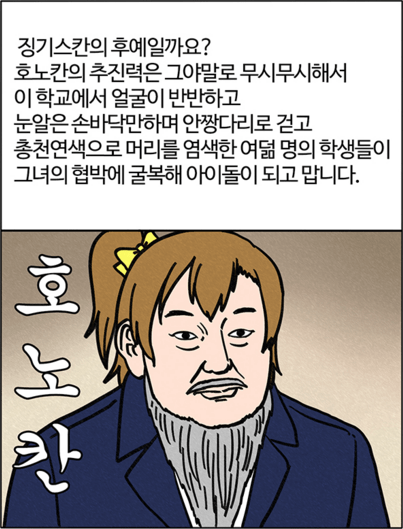 징기스칸의 후예일까요?
호노칸의 추진력은 그야말로 무시무시해서
이 학교에서 얼굴이 반반하고
눈알은 손바닥만하며 안짱다리로 걷고
총천연색으로 머리를 염색한 여덟 명의 학생들이
그녀의 협박에 굴복해 아이돌이 되고 맙니다.
호노칸